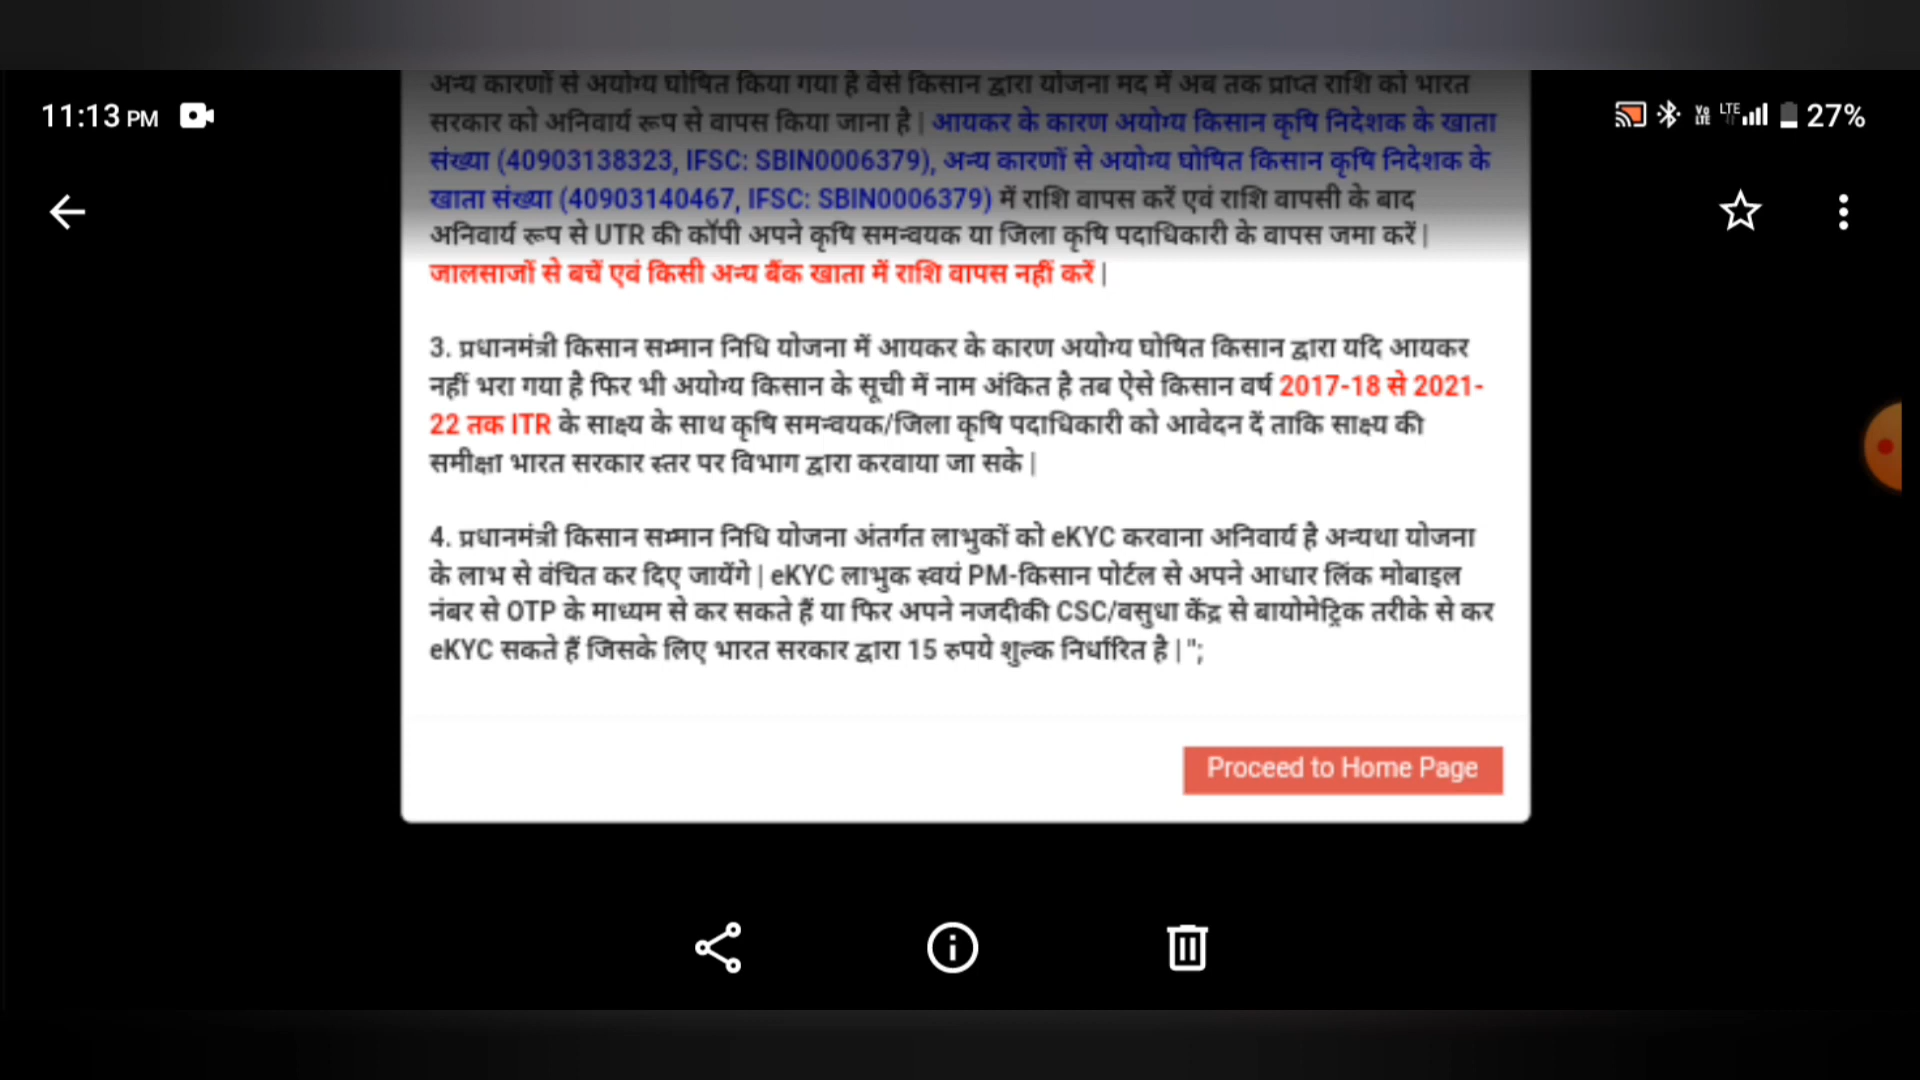 अन्य कारणों से अयोग्य घोषित किया गया है वैसे किसान द्वारा योजना मद में अब तक प्राप्त राशि को भारत
11:13 PM
27%
सरकार को अनिवार्य रूप से वापस किया जाना है | आयकर के कारण अयोग्य किसान कृषि निदेशक के खाता
संख्या (40903138323, IFSC: SBIN0006379), अन्य कारणों से अयोग्य घोषित किसान कृषि निदेशक के
खाता संख्या (40903140467, IFSC: SBIN0006379) में राशि वापस करें एवं राशि वापसी के बाद
अनिवार्य रूप से UTR की कॉपी अपने कृषि समन्वयक या जिला कृषि पदाधिकारी के वापस जमा करें |
जालसाजों से बचें एवं किसी अन्य बैंक खाता में राशि वापस नहीं करें |
3. प्रधानमंत्री किसान सम्मान निधि योजना में आयकर के कारण अयोग्य घोषित किसान द्वारा यदि आयकर
नहीं भरा गया है फिर भी अयोग्य किसान के सूची में नाम अंकित है तब ऐसे किसान वर्ष 2017-18 से 2021-
22 तक ITR के साक्ष्य के साथ कृषि समन्वयक/जिला कृषि पदाधिकारी को आवेदन दें ताकि साक्ष्य की
समीक्षा भारत सरकार स्तर पर विभाग द्वारा करवाया जा सके |
4. प्रधानमंत्री किसान सम्मान निधि योजना अंतर्गत लाभुकों को eKYC करवाना अनिवार्य है अन्यथा योजना
के लाभ से वंचित कर दिए जायेंगे | eKYC लाभुक स्वयं PM-किसान पोर्टल से अपने आधार लिंक मोबाइल
नंबर से OTP के माध्यम से कर सकते हैं या फिर अपने नजदीकी CSC/वसुधा केंद्र से बायोमेट्रिक तरीके से कर
eKYC सकते हैं जिसके लिए भारत सरकार द्वारा 15 रुपये शुल्क निर्धारित है | ";
Proceed to Home Page